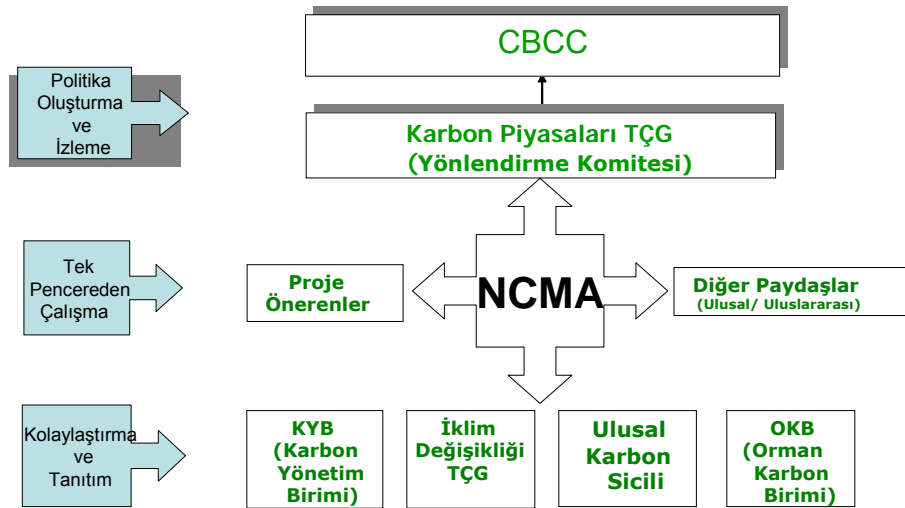 CBCC
Politika
Oluşturma
ve
İzleme
Karbon Piyasaları TÇG
(Yönlendirme Komitesi)
Tek
Pencereden
Çalışma
Proje
Önerenler
NCMA
Diğer Paydaşlar
(Ulusal/ Uluslararası)
Kolaylaştırma
ve
Tanıtım
KYB
(Karbon
Yönetim
Birimi)
İklim
Değişikliği
TÇG
Ulusal
Karbon
Sicili
OKB
(Orman
Karbon
Birimi)